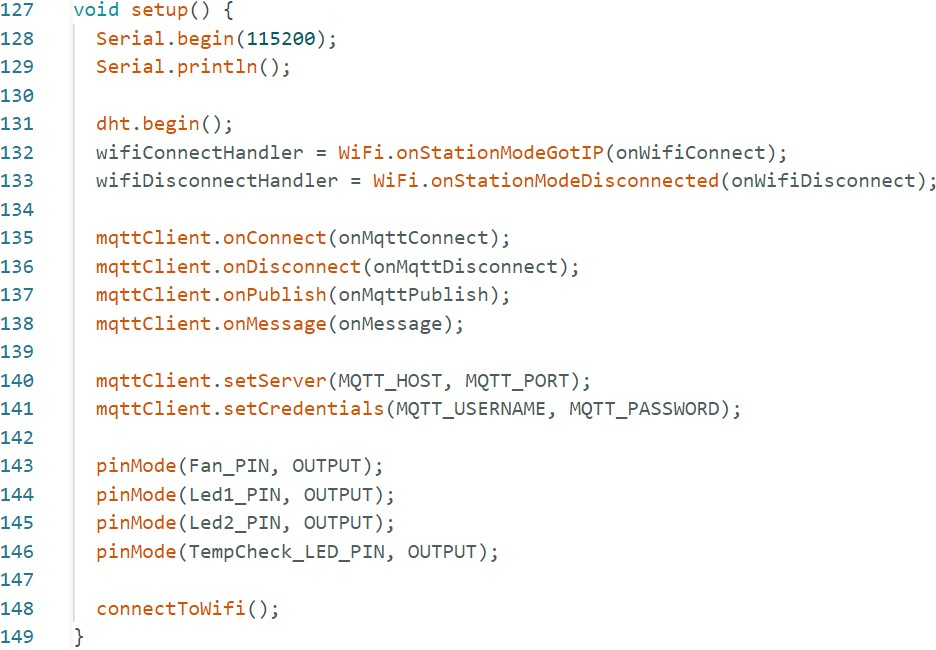 127 void setup() {
128 Serial.begin(115200);
129 Serial.println();
130
131 dht.begin();
132 wifiConnectHandler = WiFi.onStationModeGotIP(onWifiConnect);
133 wifiDisconnectHandler = WiFi.onStationModeDisconnected(onWifiDisconnect);
134
135 mqttClient.onConnect(onMqttConnect);
136 mqttClient.onDisconnect(onMqttDisconnect);
137 mqttClient.onPublish(onMqttPublish);
138 mqttClient.onMessage(onMessage);
139
140 mqttClient.setServer(MQTT_HOST, MQTT_PORT);
141 mqttClient.setCredentials(MQTT_USERNAME, MQTT_PASSWORD);
142
143 pinMode(Fan_PIN, OUTPUT);
144 pinMode(Led1_PIN, OUTPUT);
145 pinMode(Led2_PIN, OUTPUT);
146 pinMode(TempCheck_LED_PIN, OUTPUT);
147
148 connectToWifi();
149 }